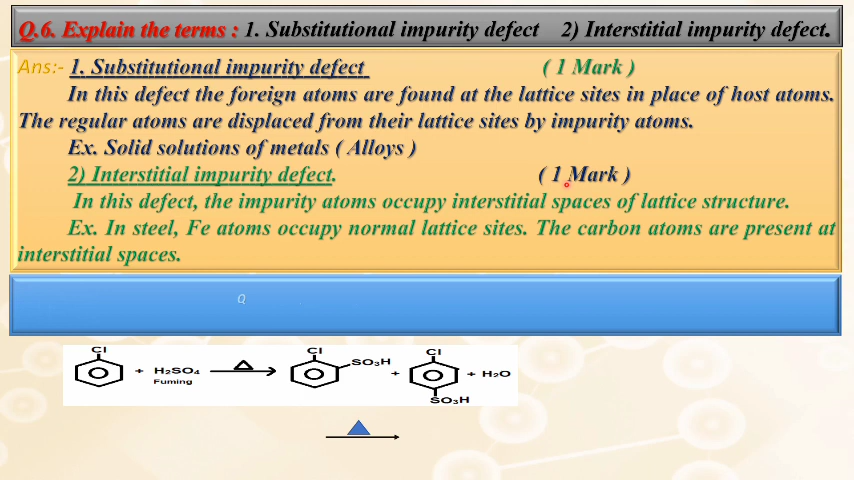 Q.6. Explain the terms : 1. Substitutional impurity defect 2) Interstitial impurity defect.
Ans:- 1. Substitutional impurity defect ( 1 Mark )
In this defect the foreign atoms are found at the lattice sites in place of host atoms.
The regular atoms are displaced from their lattice sites by impurity atoms.
Ex. Solid solutions of metals ( Alloys )
2) Interstitial impurity defect. ( 1 Mark )
In this defect, the impurity atoms occupy interstitial spaces of lattice structure.
Ex. In steel, Fe atoms occupy normal lattice sites. The carbon atoms are present at
interstitial spaces.
Q
Cl Cl Cl
SO₃H
+ H₂SO₄ + + H₂O
Fuming
SO₃H